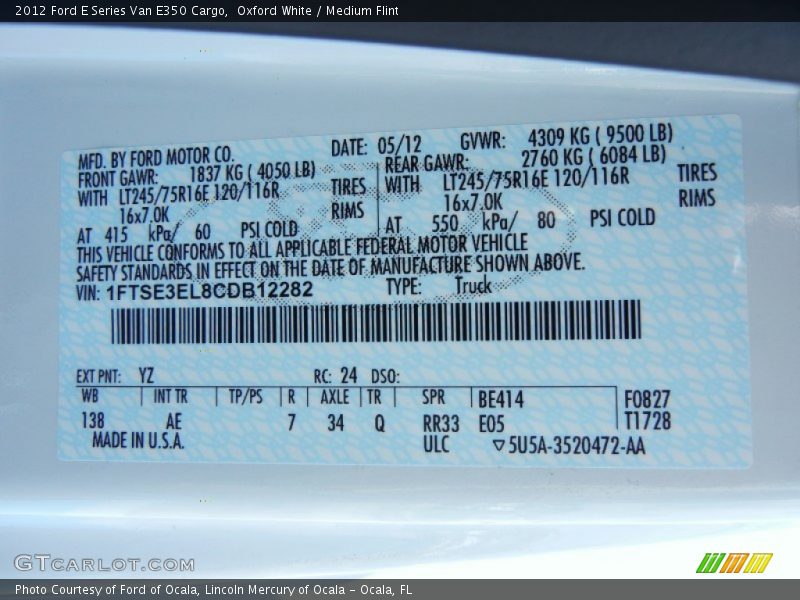 2012 Ford E Series Van E350 Cargo,  Oxford White / Medium Flint
MFD. BY FORD MOTOR CO. DATE: 05/12 GVWR: 4309 KG ( 9500 LB)
FRONT GAWR: 1837 KG ( 4050 LB) REAR GAWR: 2760 KG ( 6084 LB)
WITH LT245/75R16E 120/116R TIRES WITH LT245/75R16E 120/116R TIRES
16x7.0K RIMS 16x7.0K RIMS
AT 415 kPa/ 60 PSI COLD AT 550 kPa/ 80 PSI COLD
THIS VEHICLE CONFORMS TO ALL APPLICABLE FEDERAL MOTOR VEHICLE
SAFETY STANDARDS IN EFFECT ON THE DATE OF MANUFACTURE SHOWN ABOVE.
VIN: 1FTSE3EL8CDB12282 TYPE: Truck
EXT PNT: YZ RC: 24 DSO:
WB INT TR TP/PS R AXLE TR SPR BE414 F0827
138 AE 7 34 Q RR33 E05 T1728
MADE IN U.S.A. ULC ▽5U5A-3520472-AA
GTCARLOT.COM
Photo Courtesy of Ford of Ocala, Lincoln Mercury of Ocala - Ocala, FL